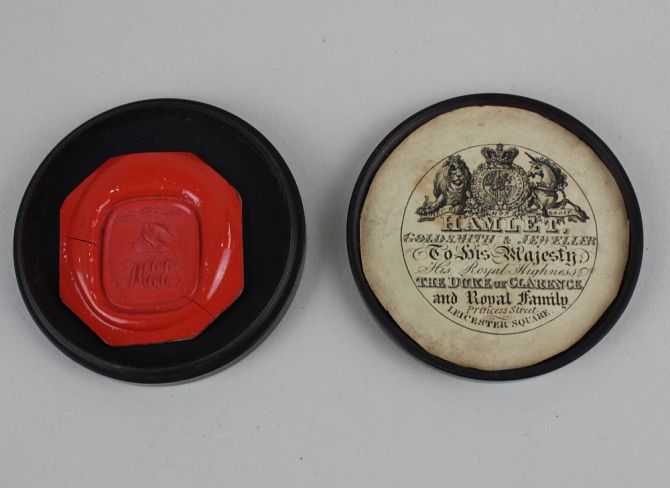 HAMLET,
GOLDSMITH & JEWELLER
To His Majesty
His Royal Highness
THE DUKE OF CLARENCE,
and Royal Family
Princess Street
LEICESTER SQUARE.